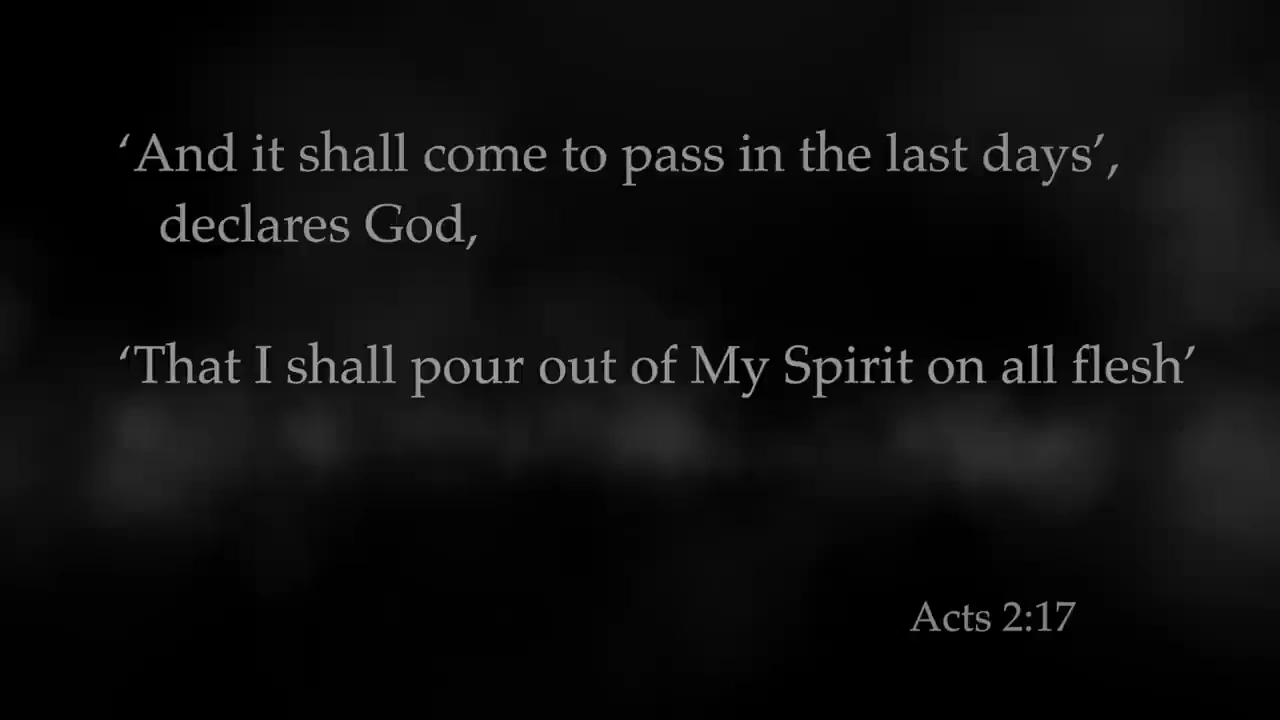 ‘And it shall come to pass in the last days’,
declares God,
‘That I shall pour out of My Spirit on all flesh’
Acts 2:17